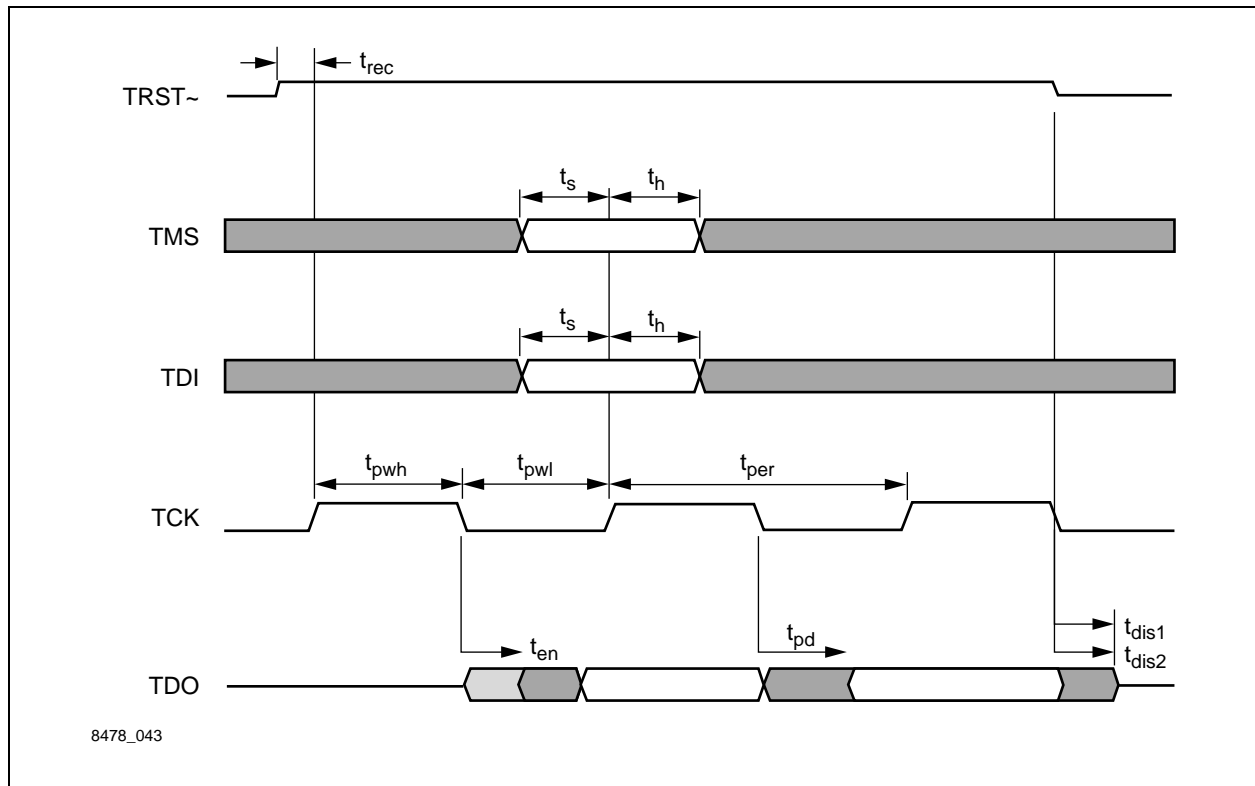 t_rec
TRST~
t_s t_h
TMS
t_s t_h
TDI
t_pwh t_pwl t_per
TCK
t_en t_pd t_dis1
t_dis2
TDO
8478_043